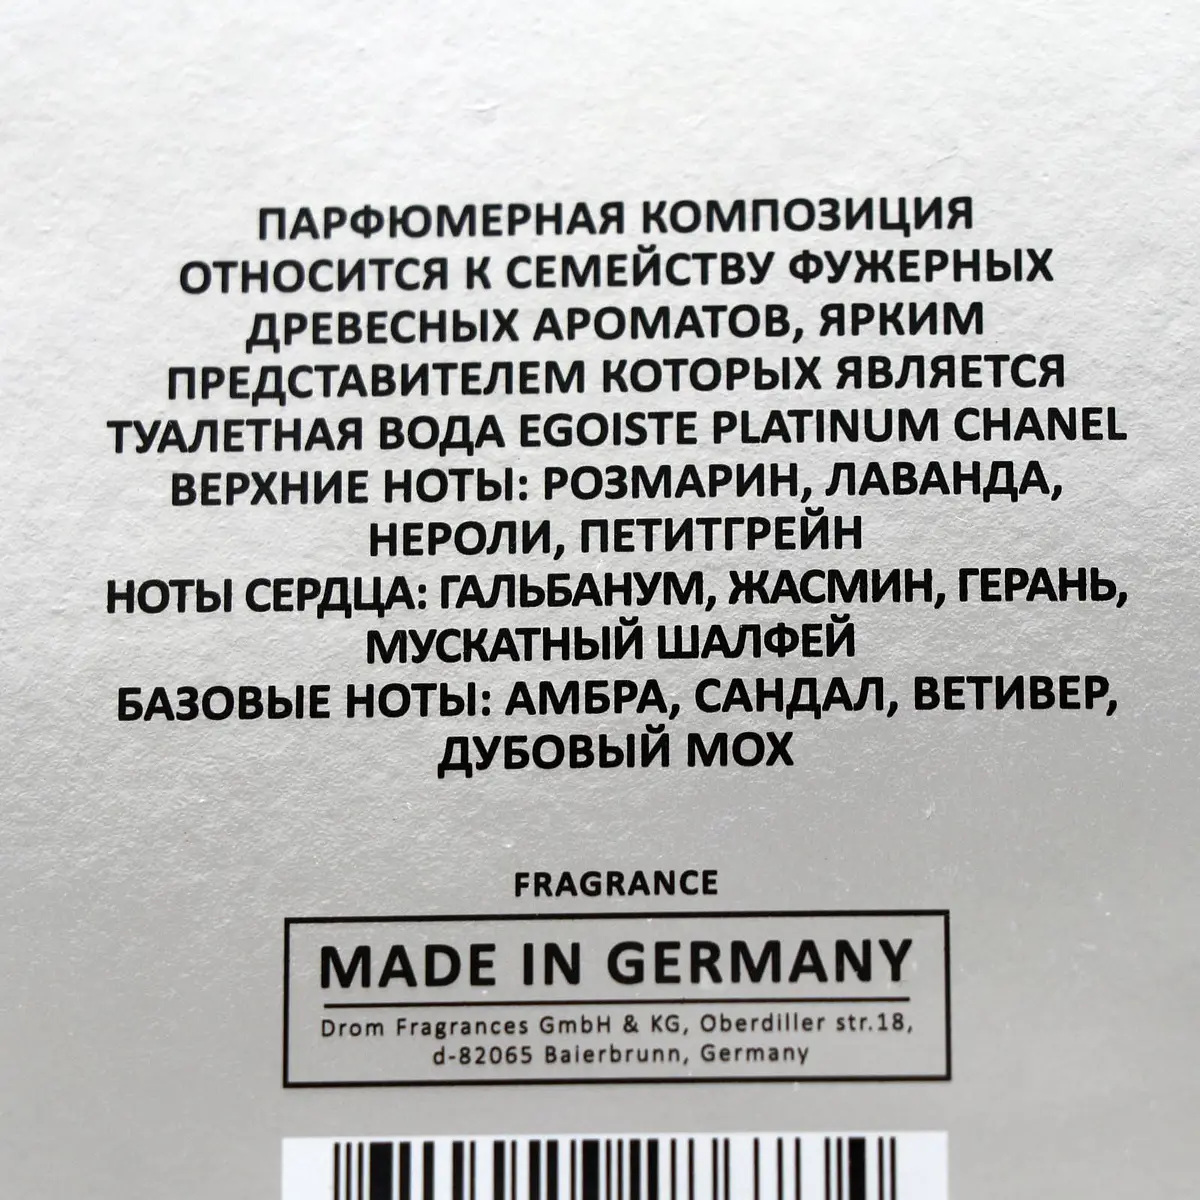 ПАРФЮМЕРНАЯ КОМПОЗИЦИЯ
ОТНОСИТСЯ К СЕМЕЙСТВУ ФУЖЕРНЫХ
ДРЕВЕСНЫХ АРОМАТОВ, ЯРКИМ
ПРЕДСТАВИТЕЛЕМ КОТОРЫХ ЯВЛЯЕТСЯ
ТУАЛЕТНАЯ ВОДА EGOISTE PLATINUM CHANEL
ВЕРХНИЕ НОТЫ: РОЗМАРИН, ЛАВАНДА,
НЕРОЛИ, ПЕТИТГРЕЙН
НОТЫ СЕРДЦА: ГАЛЬБАНУМ, ЖАСМИН, ГЕРАНЬ,
МУСКАТНЫЙ ШАЛФЕЙ
БАЗОВЫЕ НОТЫ: АМБРА, САНДАЛ, ВЕТИВЕР,
ДУБОВЫЙ МОХ
FRAGRANCE
MADE IN GERMANY
Drom Fragrances GmbH & KG, Oberdiller str.18,
d-82065 Baierbrunn, Germany